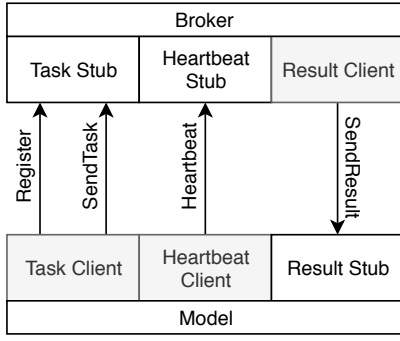 Broker
Task Stub
Heartbeat
Stub
Result Client
Register
SendTask
Heartbeat
SendResult
Task Client
Heartbeat
Client
Result Stub
Model